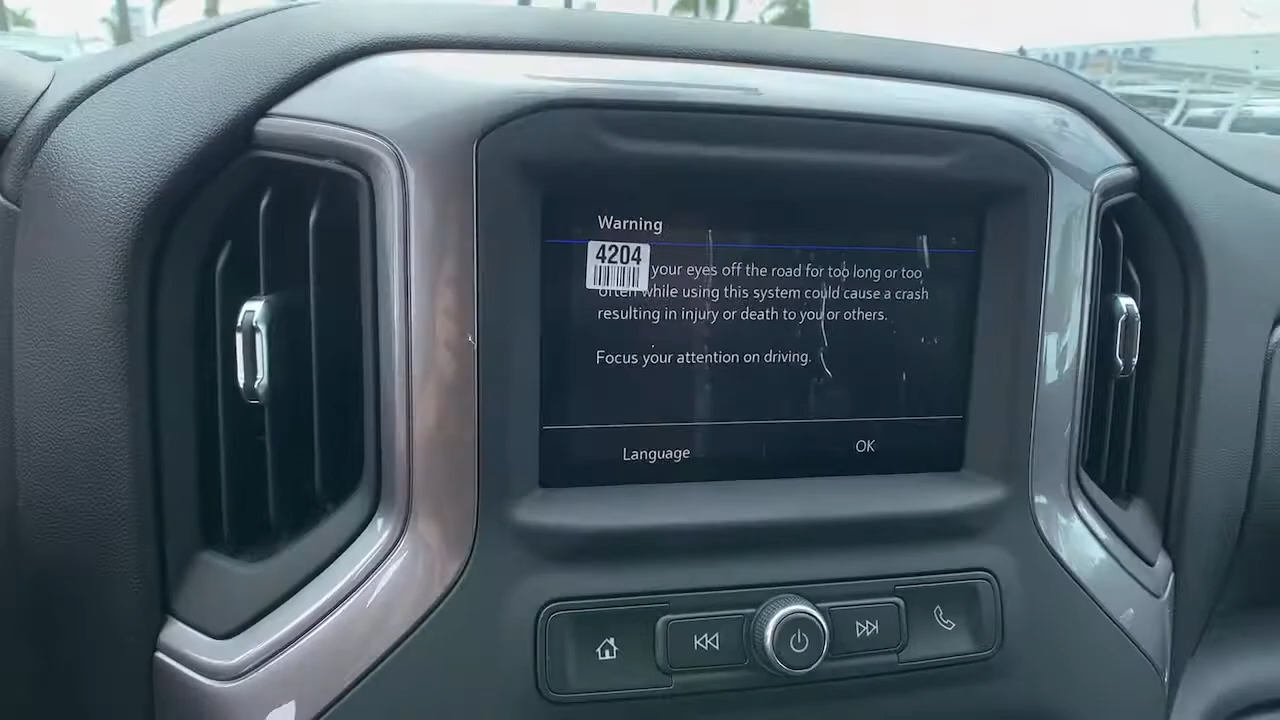 Warning
4204
your eyes off the road for too long or too
often while using this system could cause a crash
resulting in injury or death to you or others.
Focus your attention on driving.
Language
OK